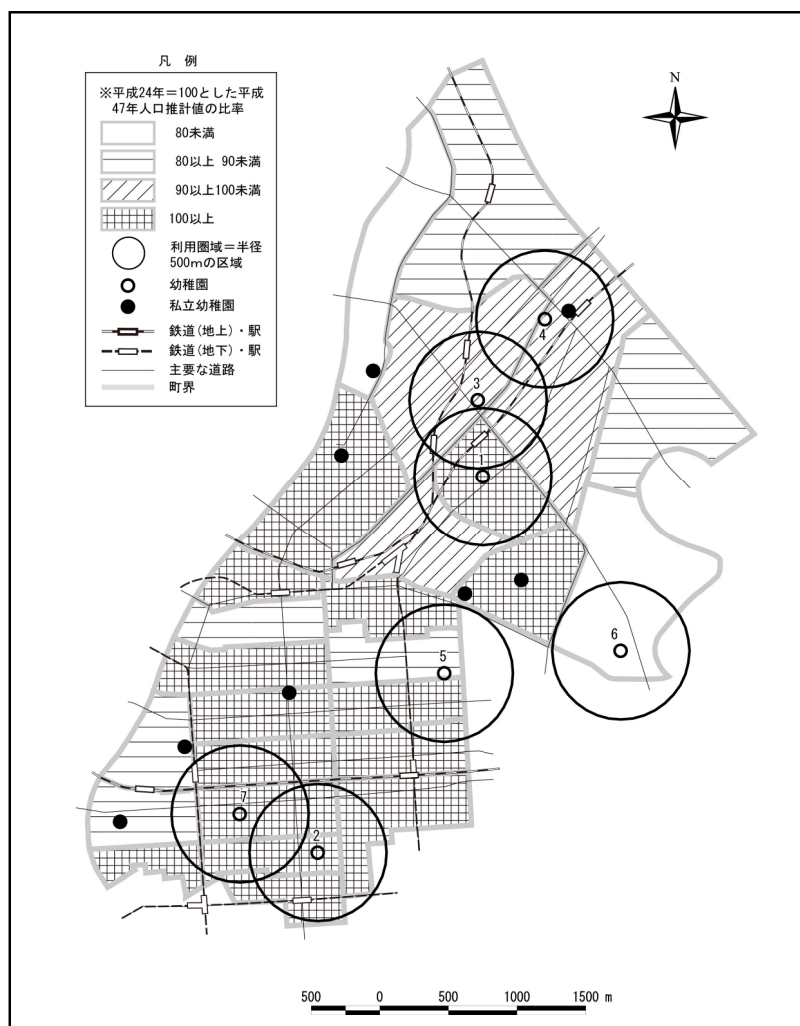 凡　例
※平成24年＝100とした平成
47年人口推計値の比率
80未満
80以上 90未満
90以上100未満
100以上
利用圏域＝半径
500ｍの区域
幼稚園
私立幼稚園
鉄道(地上)・駅
鉄道(地下)・駅
主要な道路
町界
N
4
3
1
6
5
7
2
500 0 500 1000 1500 m